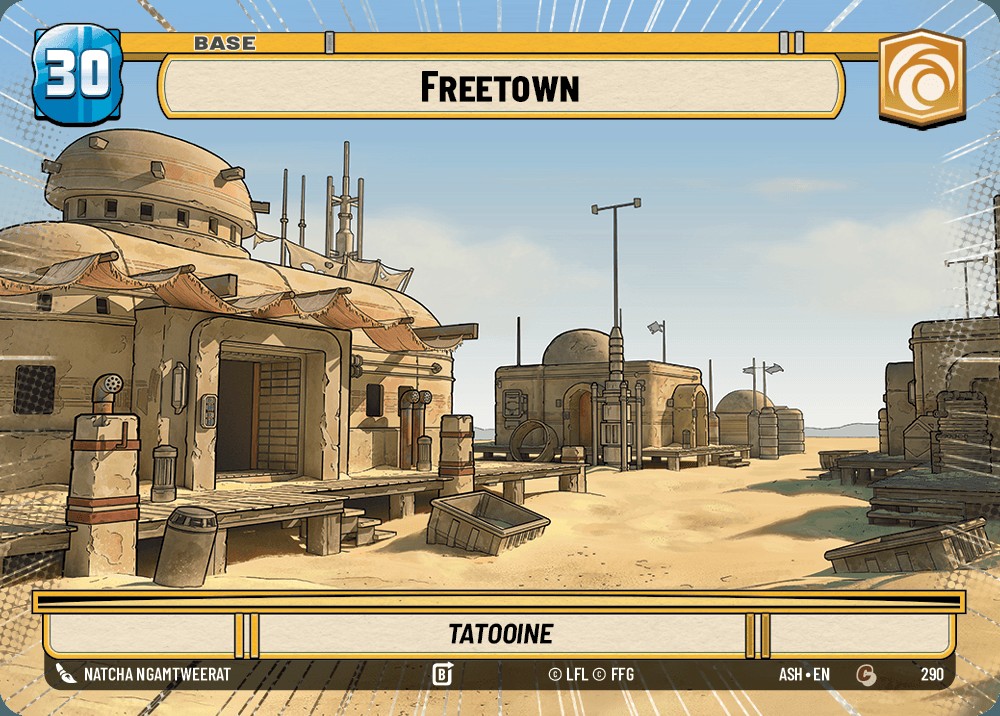 30
BASE
FREETOWN
TATOOINE
NATCHA NGAMTWEERAT
B
© LFL © FFG
ASH • EN
C
290